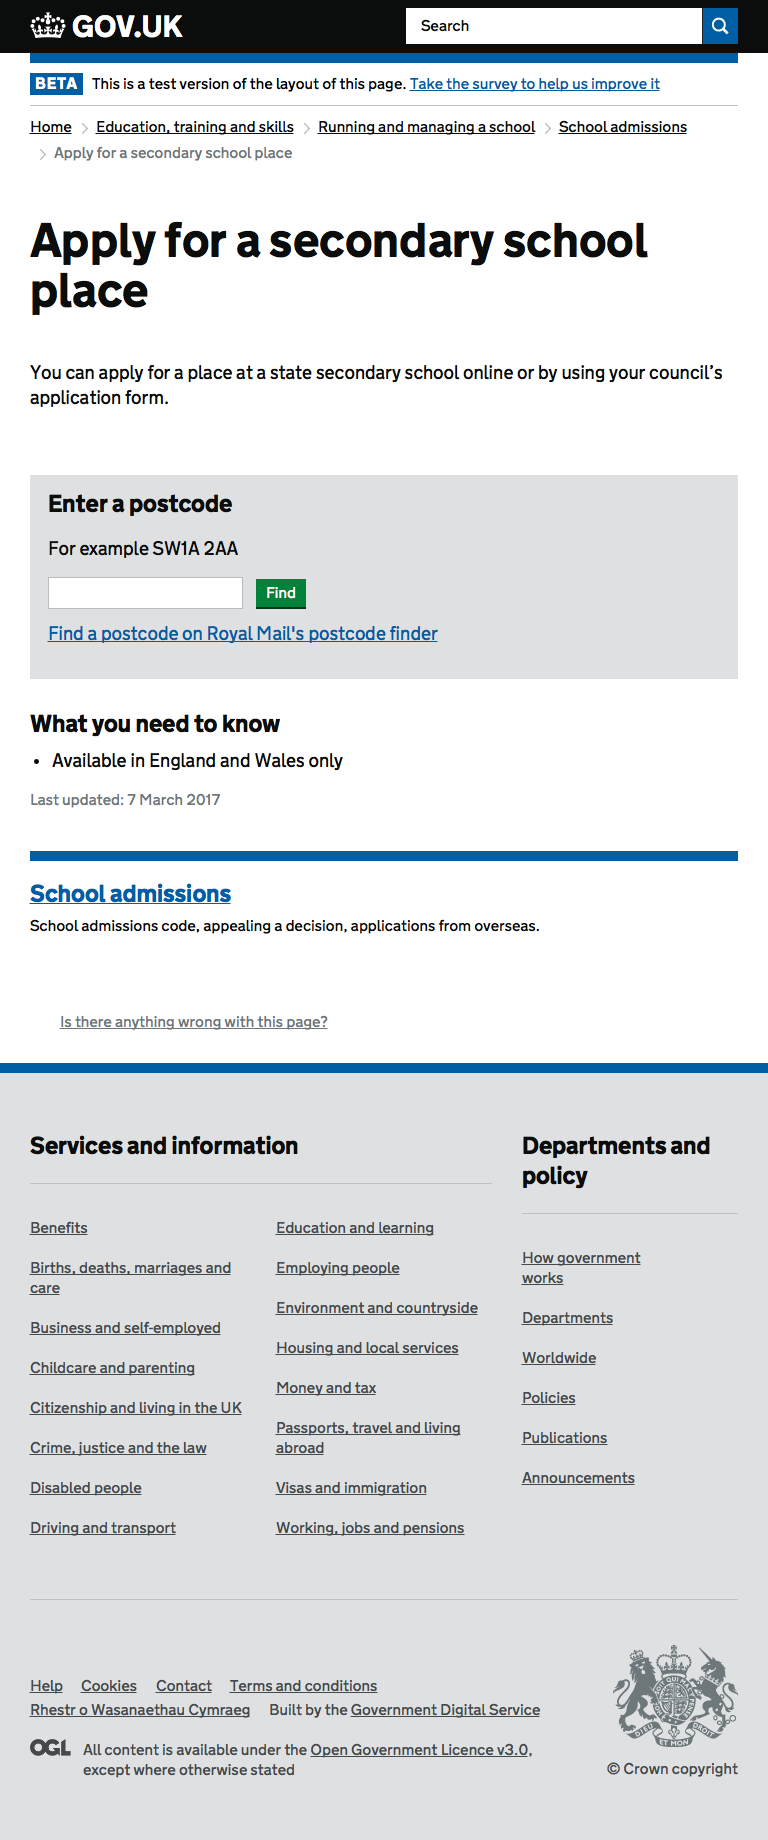 GOV.UK
Search
BETA This is a test version of the layout of this page. Take the survey to help us improve it
Home Education, training and skills Running and managing a school School admissions
Apply for a secondary school place
Apply for a secondary school
place
You can apply for a place at a state secondary school online or by using your council’s
application form.
Enter a postcode
For example SW1A 2AA
Find
Find a postcode on Royal Mail's postcode finder
What you need to know
• Available in England and Wales only
Last updated: 7 March 2017
School admissions
School admissions code, appealing a decision, applications from overseas.
Is there anything wrong with this page?
Services and information
Benefits
Births, deaths, marriages and
care
Business and self-employed
Childcare and parenting
Citizenship and living in the UK
Crime, justice and the law
Disabled people
Driving and transport
Education and learning
Employing people
Environment and countryside
Housing and local services
Money and tax
Passports, travel and living
abroad
Visas and immigration
Working, jobs and pensions
Departments and
policy
How government
works
Departments
Worldwide
Policies
Publications
Announcements
Help Cookies Contact Terms and conditions
Rhestr o Wasanaethau Cymraeg Built by the Government Digital Service
OGL All content is available under the Open Government Licence v3.0,
except where otherwise stated
DIEU ET MON DROIT
© Crown copyright